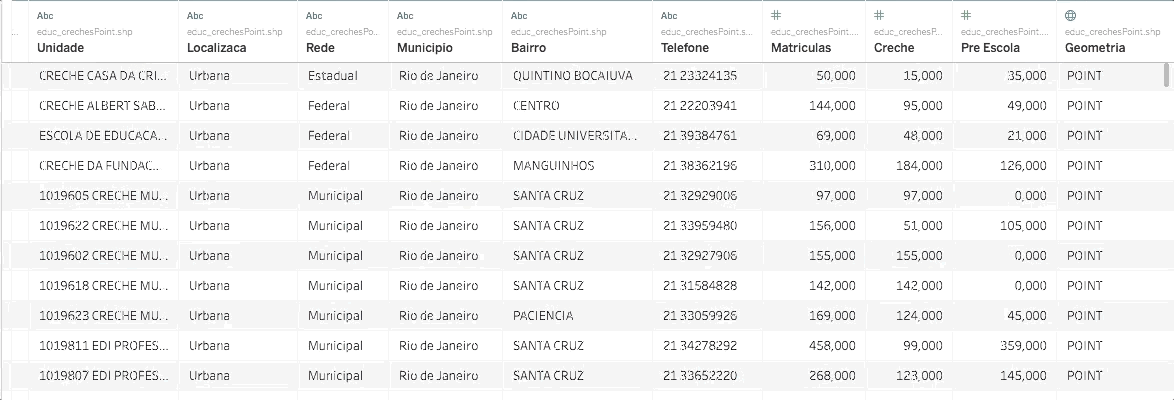 Abc Abc Abc Abc Abc Abc # # #
... educ_crechesPoint.shp educ_crechesPoint.shp educ_crechesPo... educ_crechesPoint.shp educ_crechesPoint.shp educ_crechesPoint.shp educ_crechesPoint.... educ_crechesP... educ_crechesPoint.... educ_crechesPoint.shp
Unidade Localizaca Rede Municipio Bairro Telefone Matriculas Creche Pre Escola Geometria
CRECHE CASA DA CRI... Urbana Estadual Rio de Janeiro QUINTINO BOCAIUVA 21 23324135 50,000 15,000 35,000 POINT
CRECHE ALBERT SAB... Urbana Federal Rio de Janeiro CENTRO 21 22203941 144,000 95,000 49,000 POINT
ESCOLA DE EDUCACA... Urbana Federal Rio de Janeiro CIDADE UNIVERSITA... 21 39384761 69,000 48,000 21,000 POINT
CRECHE DA FUNDAC... Urbana Federal Rio de Janeiro MANGUINHOS 21 38362196 310,000 184,000 126,000 POINT
1019605 CRECHE MU... Urbana Municipal Rio de Janeiro SANTA CRUZ 21 32929006 97,000 97,000 0,000 POINT
1019622 CRECHE MU... Urbana Municipal Rio de Janeiro SANTA CRUZ 21 33959480 156,000 51,000 105,000 POINT
1019602 CRECHE MU... Urbana Municipal Rio de Janeiro SANTA CRUZ 21 32927906 155,000 155,000 0,000 POINT
1019618 CRECHE MU... Urbana Municipal Rio de Janeiro SANTA CRUZ 21 31584828 142,000 142,000 0,000 POINT
1019623 CRECHE MU... Urbana Municipal Rio de Janeiro PACIENCIA 21 33059926 169,000 124,000 45,000 POINT
1019811 EDI PROFES... Urbana Municipal Rio de Janeiro SANTA CRUZ 21 34278292 458,000 99,000 359,000 POINT
1019807 EDI PROFES... Urbana Municipal Rio de Janeiro SANTA CRUZ 21 33652220 268,000 123,000 145,000 POINT